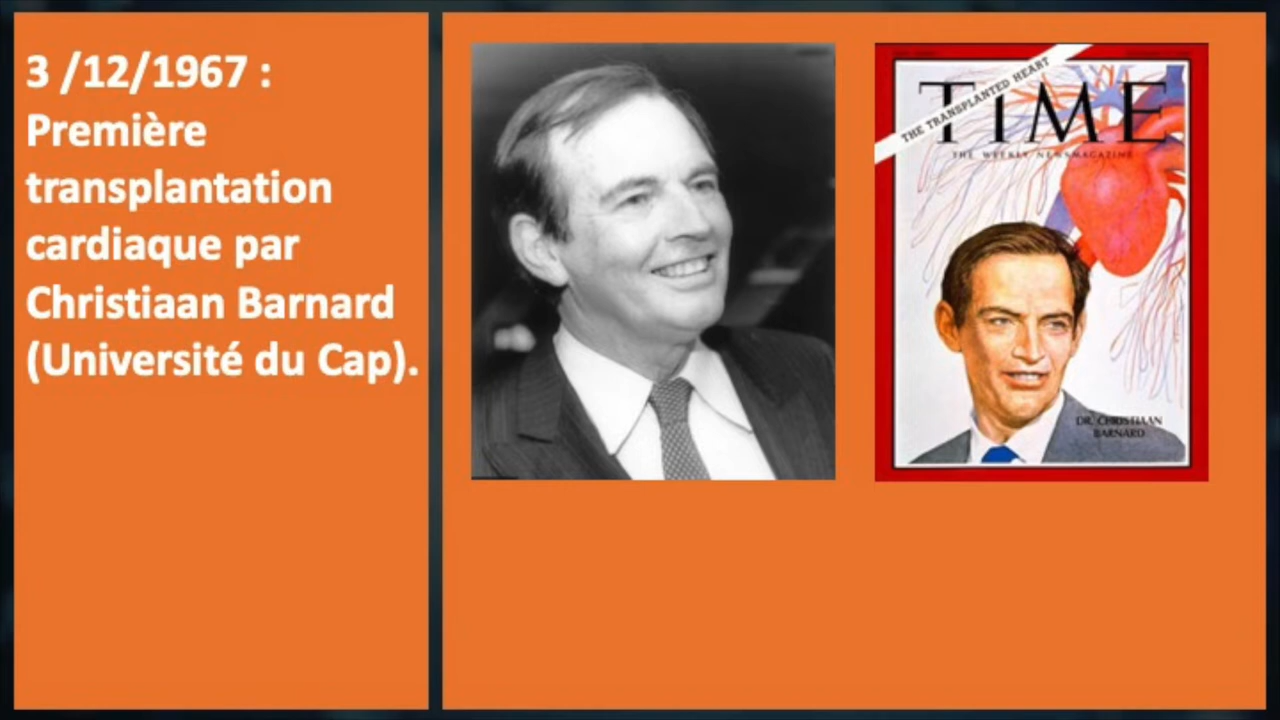 3 /12/1967 :
Première
transplantation
cardiaque par
Christiaan Barnard
(Université du Cap).
THE TRANSPLANTED HEART
TIME
THE WEEKLY NEWSMAGAZINE
DR. CHRISTIAAN
BARNARD